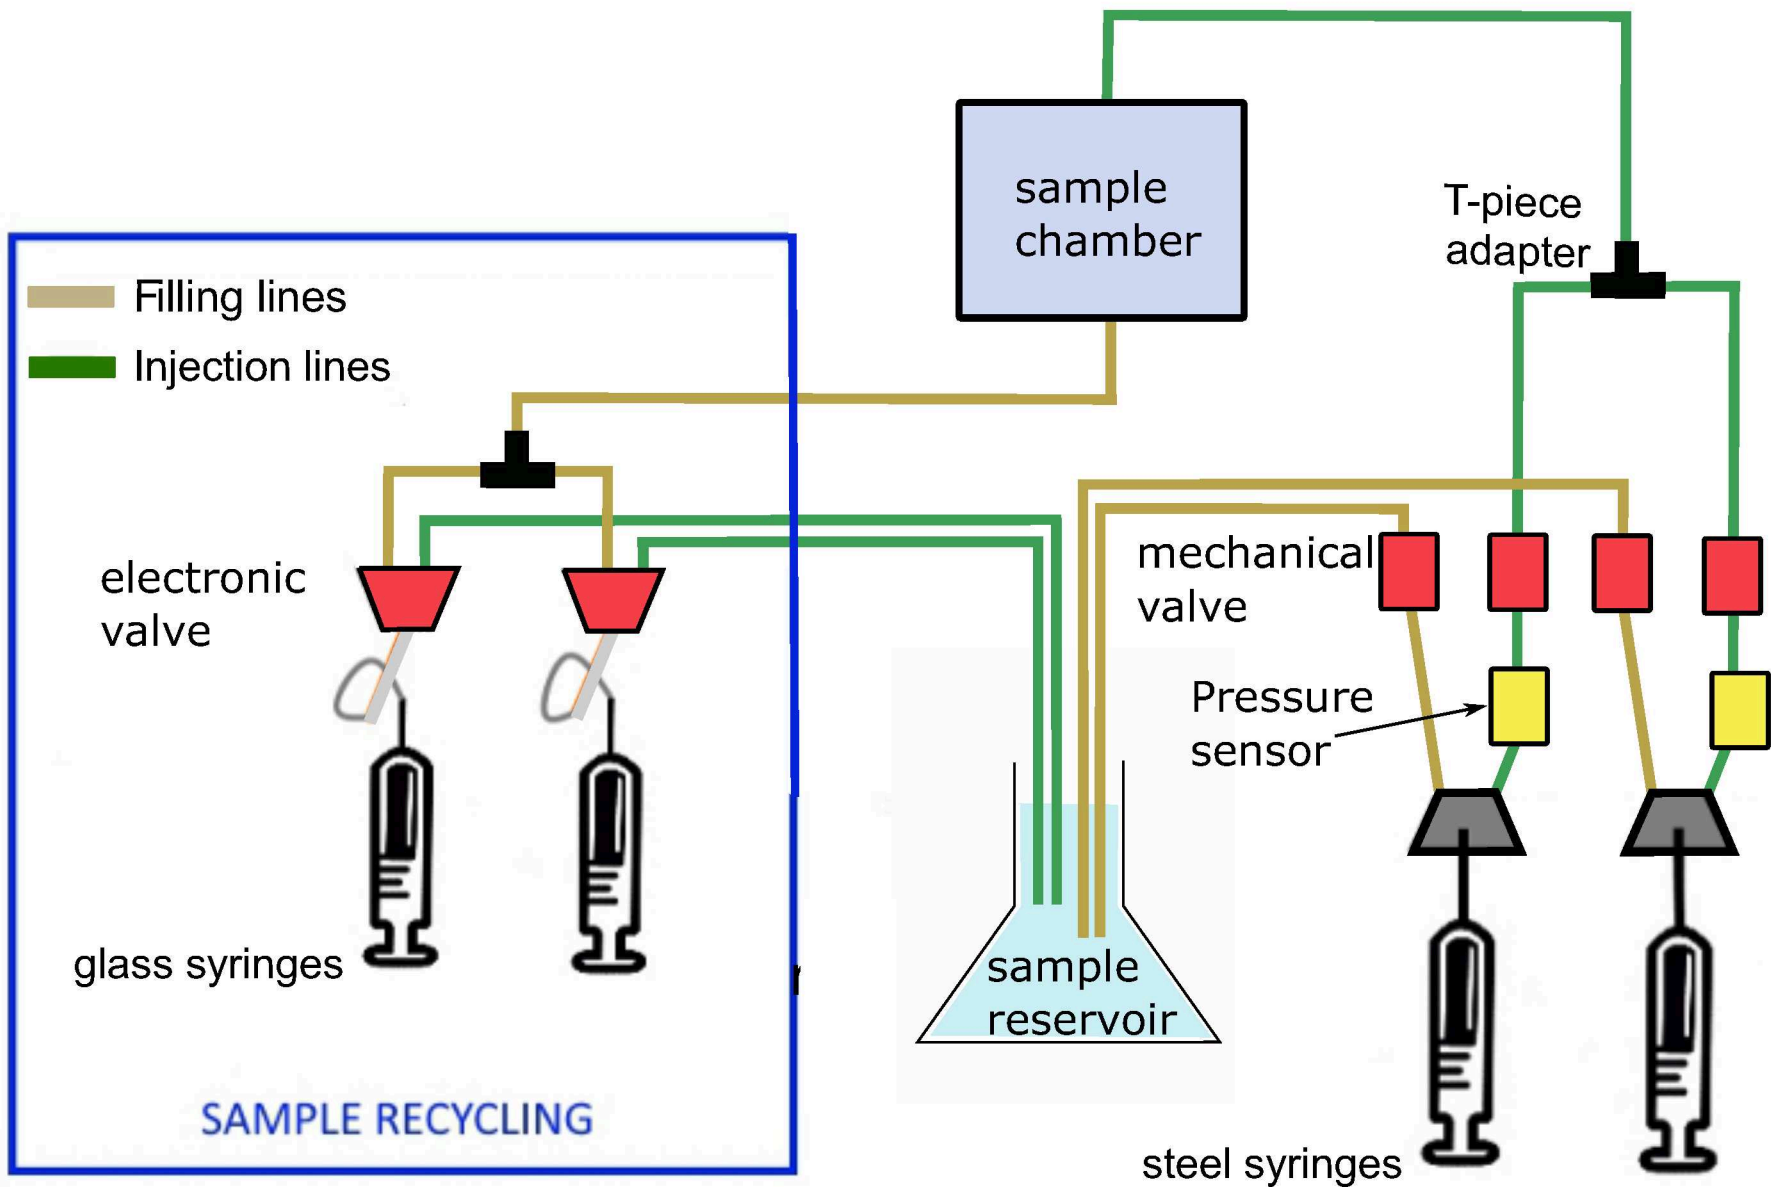 sample
chamber
T-piece
adapter
Filling lines
Injection lines
electronic
valve
mechanical
valve
Pressure
sensor
glass syringes
sample
reservoir
SAMPLE RECYCLING
steel syringes